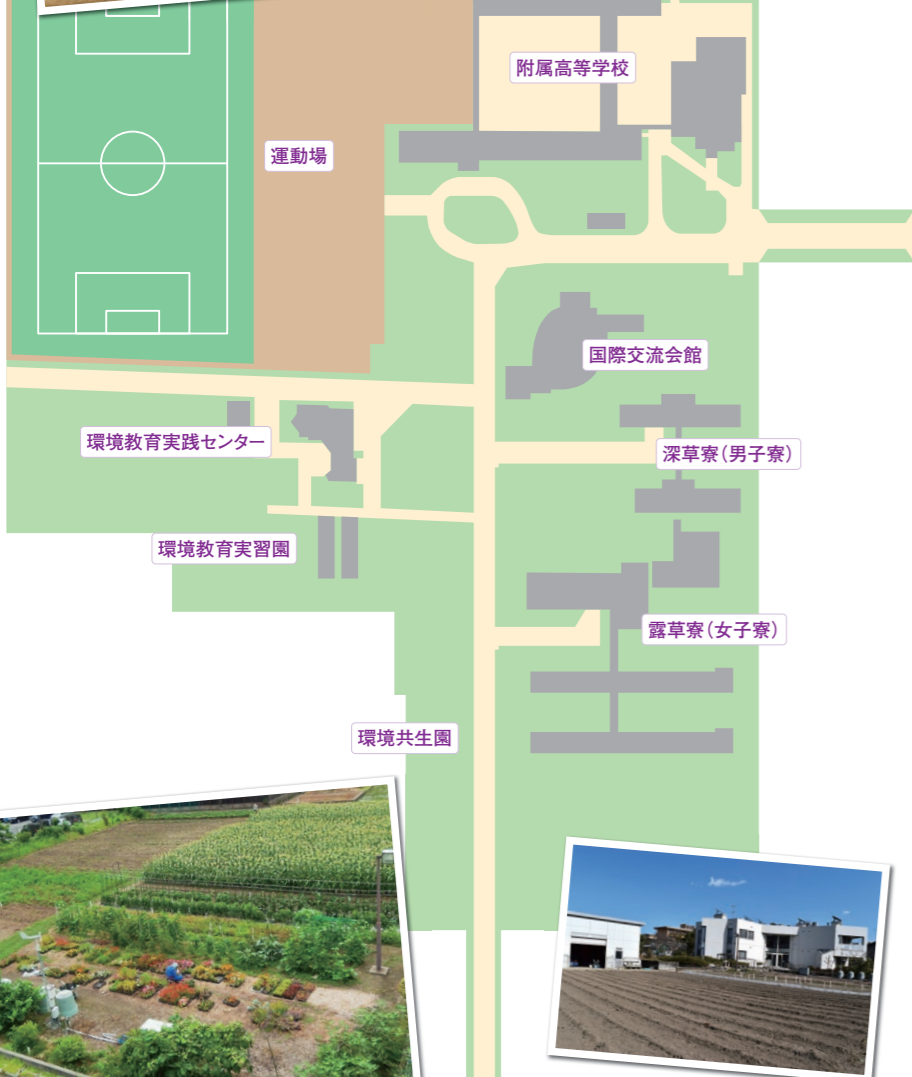 附属高等学校
運動場
国際交流会館
環境教育実践センター
深草寮（男子寮）
環境教育実習園
露草寮（女子寮）
環境共生園